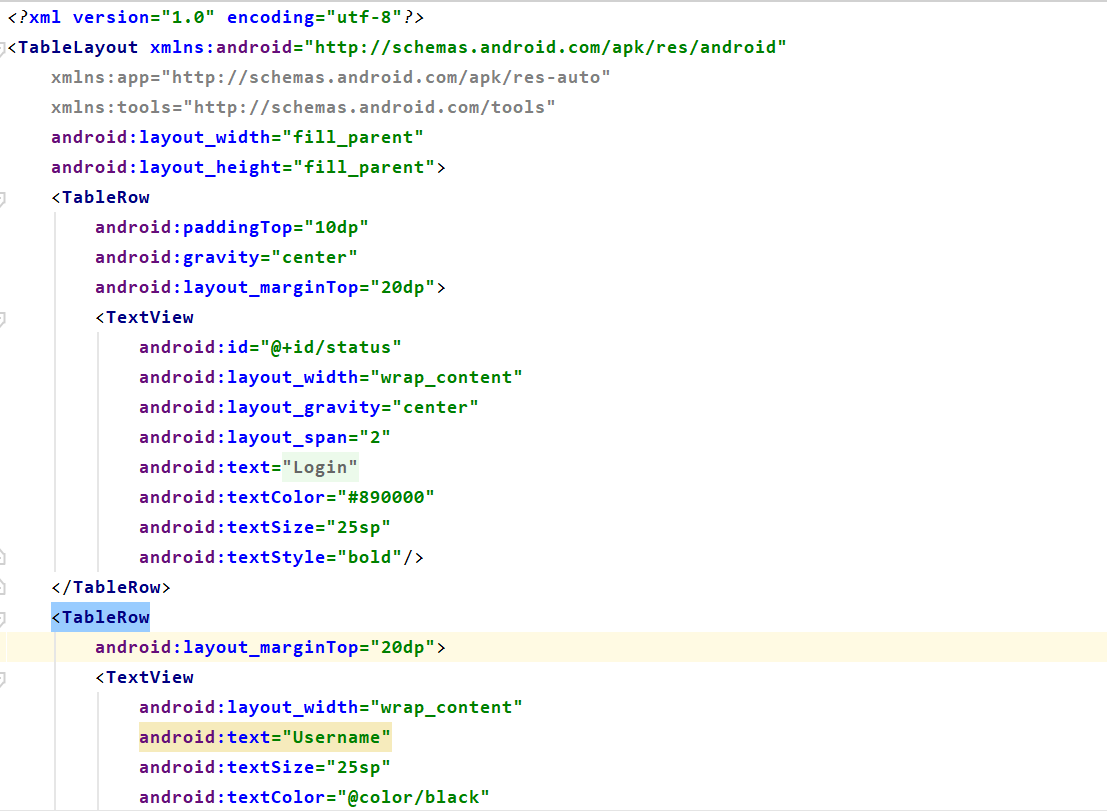 <?xml version="1.0" encoding="utf-8"?>
<TableLayout xmlns:android="http://schemas.android.com/apk/res/android"
    xmlns:app="http://schemas.android.com/apk/res-auto"
    xmlns:tools="http://schemas.android.com/tools"
    android:layout_width="fill_parent"
    android:layout_height="fill_parent">
    <TableRow
        android:paddingTop="10dp"
        android:gravity="center"
        android:layout_marginTop="20dp">
        <TextView
            android:id="@+id/status"
            android:layout_width="wrap_content"
            android:layout_gravity="center"
            android:layout_span="2"
            android:text="Login"
            android:textColor="#890000"
            android:textSize="25sp"
            android:textStyle="bold"/>
    </TableRow>
    <TableRow
        android:layout_marginTop="20dp">
        <TextView
            android:layout_width="wrap_content"
            android:text="Username"
            android:textSize="25sp"
            android:textColor="@color/black"